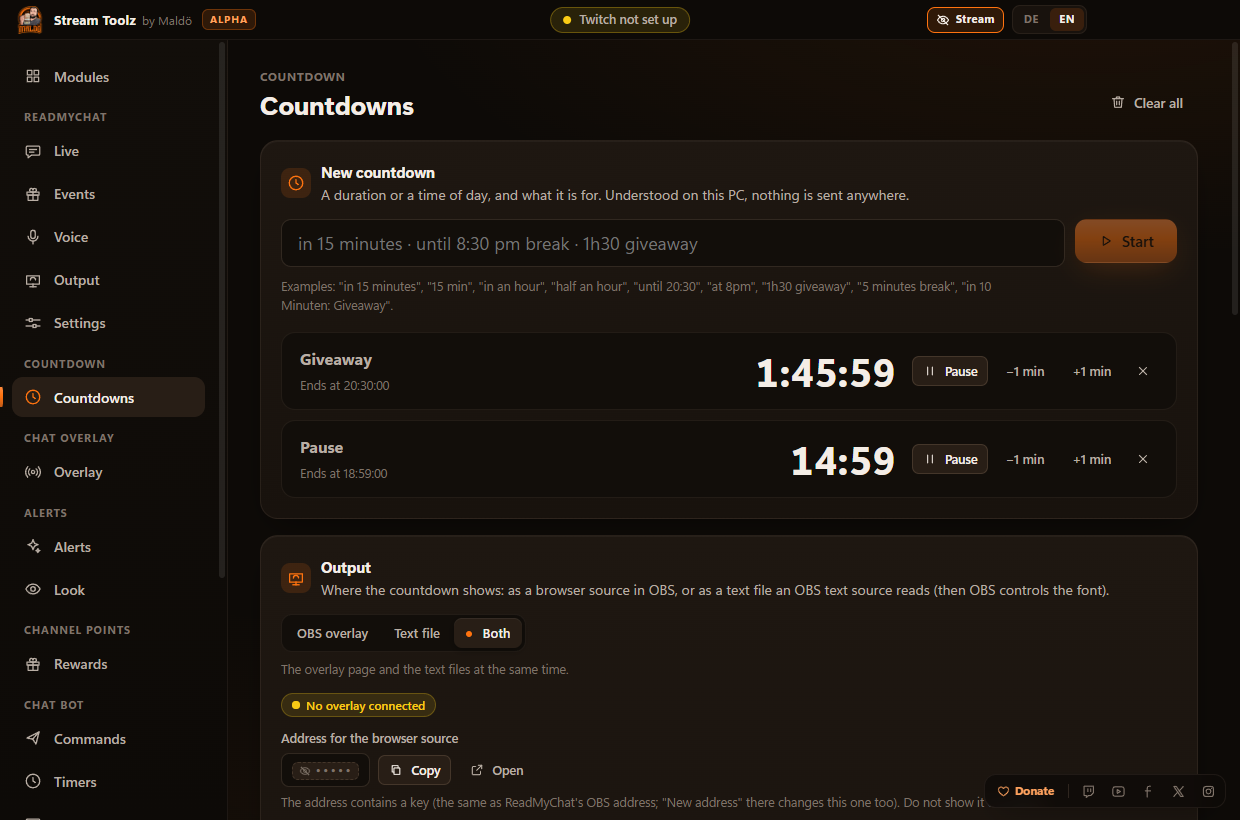 Stream Toolz by Maldö ALPHA
Twitch not set up
Stream
DE EN
Modules
READMYCHAT
Live
Events
Voice
Output
Settings
COUNTDOWN
Countdowns
CHAT OVERLAY
Overlay
ALERTS
Alerts
Look
CHANNEL POINTS
Rewards
CHAT BOT
Commands
Timers
COUNTDOWN
Countdowns
Clear all
New countdown
A duration or a time of day, and what it is for. Understood on this PC, nothing is sent anywhere.
in 15 minutes · until 8:30 pm break · 1h30 giveaway
Start
Examples: "in 15 minutes", "15 min", "in an hour", "half an hour", "until 20:30", "at 8pm", "1h30 giveaway", "5 minutes break", "in 10
Minuten: Giveaway".
Giveaway
Ends at 20:30:00
1:45:59
Pause
−1 min
+1 min
Pause
Ends at 18:59:00
14:59
Pause
−1 min
+1 min
Output
Where the countdown shows: as a browser source in OBS, or as a text file an OBS text source reads (then OBS controls the font).
OBS overlay Text file Both
The overlay page and the text files at the same time.
No overlay connected
Address for the browser source
Copy
Open
The address contains a key (the same as ReadMyChat's OBS address; "New address" there changes this one too). Do not show it
Donate